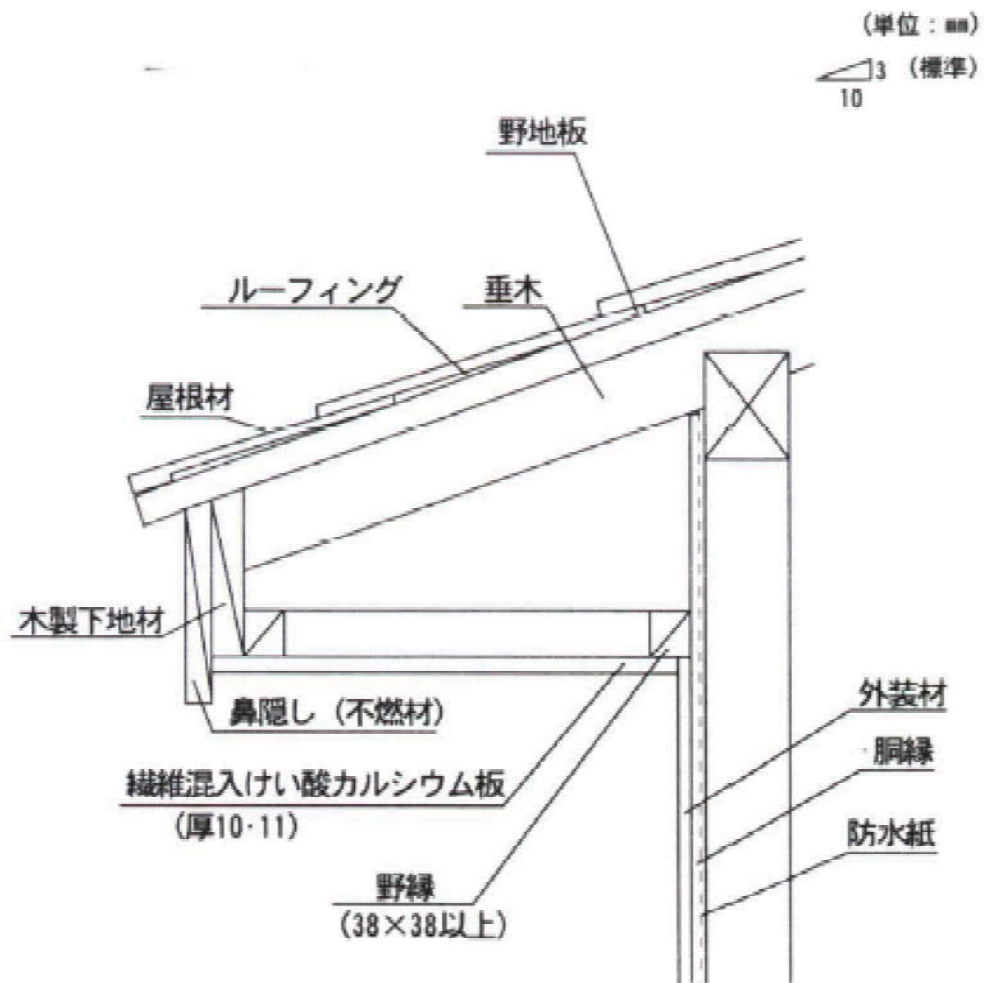 (単位：㎜)
3 (標準)
10
野地板
ルーフィング
垂木
屋根材
木製下地材
鼻隠し (不燃材)
外装材
胴縁
繊維混入けい酸カルシウム板
(厚10·11)
防水紙
野縁
(38×38以上)